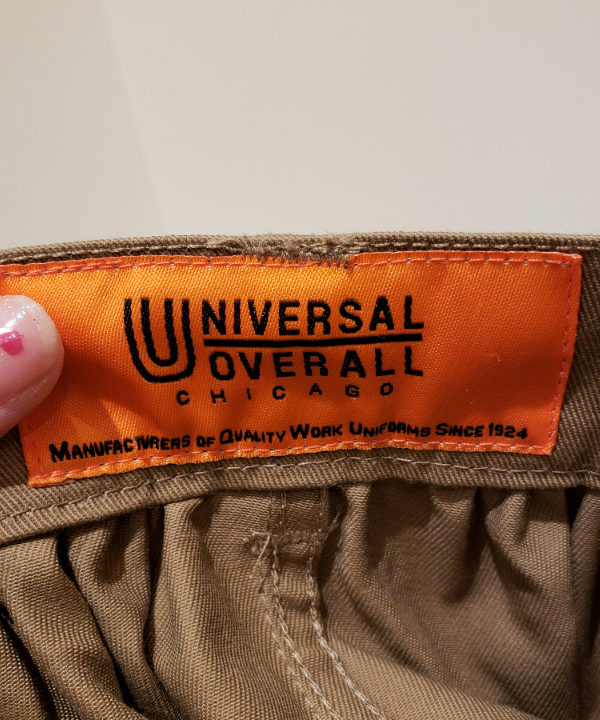 UNIVERSAL
OVERALL
CHICAGO
MANUFACTURERS OF QUALITY WORK UNIFORMS SINCE 1924